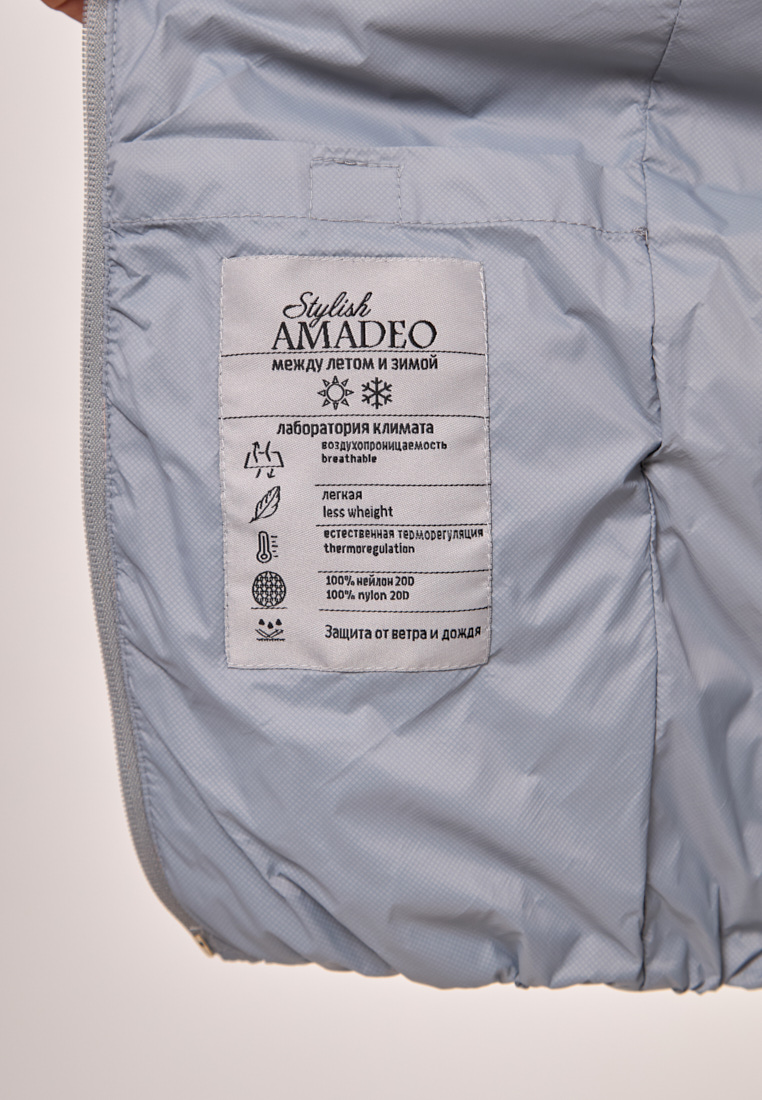 Stylish
AMADEO
между летом и зимой
лаборатория климата
воздухопроницаемость
breathable
легкая
less wheight
естественная терморегуляция
thermoregulation
100% нейлон 20D
100% nylon 20D
Защита от ветра и дождя